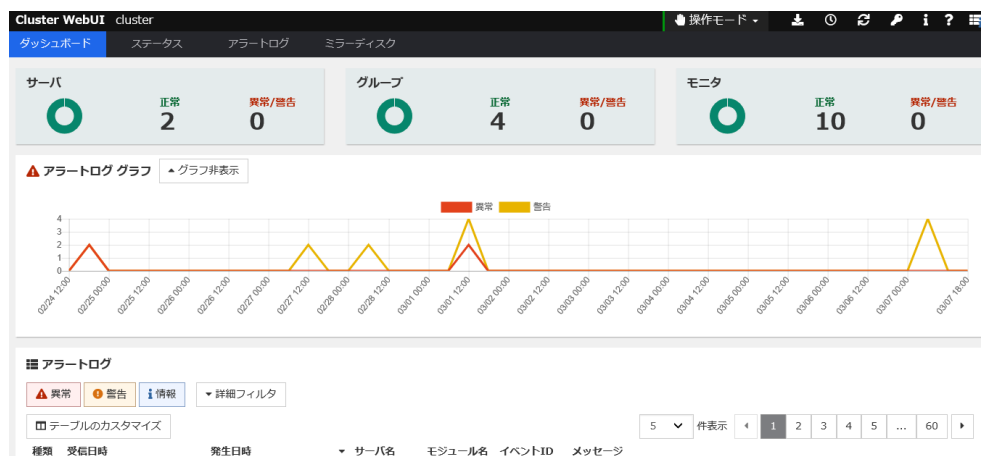 Cluster WebUI cluster 操作モード
ダッシュボード ステータス アラートログ ミラーディスク
サーバ グループ モニタ
正常 異常/警告 正常 異常/警告 正常 異常/警告
2 0 4 0 10 0
アラートログ グラフ グラフ非表示
異常 警告
4
3
2
1
0
02/24 12:00 02/25 00:00 02/25 12:00 02/26 00:00 02/26 12:00 02/27 00:00 02/27 12:00 02/28 00:00 02/28 12:00 03/01 00:00 03/01 12:00 03/02 00:00 03/02 12:00 03/03 00:00 03/03 12:00 03/04 00:00 03/04 12:00 03/05 00:00 03/05 12:00 03/06 00:00 03/06 12:00 03/07 00:00 03/07 18:00
アラートログ
異常 警告 情報 詳細フィルタ
テーブルのカスタマイズ 5 件表示 1 2 3 4 5 ... 60
種類 受信日時 発生日時 サーバ名 モジュール名 イベントID メッセージ